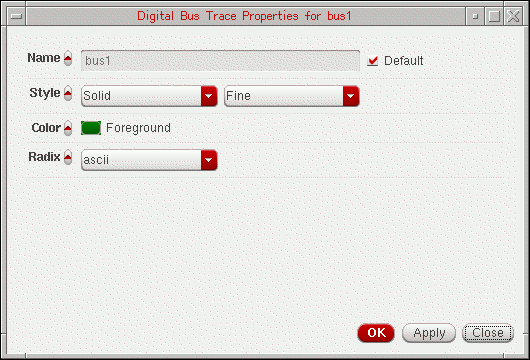 Digital Bus Trace Properties for bus1
Name bus1 Default
Style Solid Fine
Color Foreground
Radix ascii
OK Apply Close